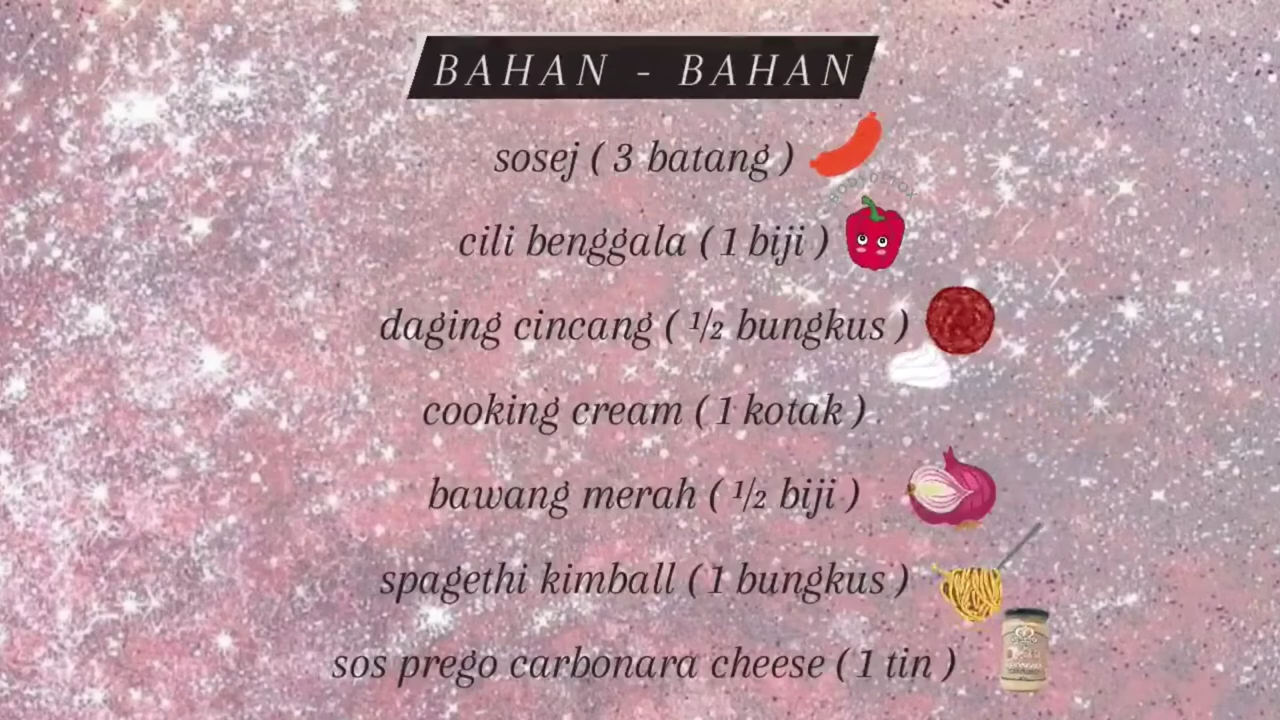 BAHAN - BAHAN
sosej ( 3 batang )
cili benggala ( 1 biji )
daging cincang ( ½ bungkus )
cooking cream ( 1 kotak )
bawang merah ( ½ biji )
spagethi kimball ( 1 bungkus )
sos prego carbonara cheese ( 1 tin )